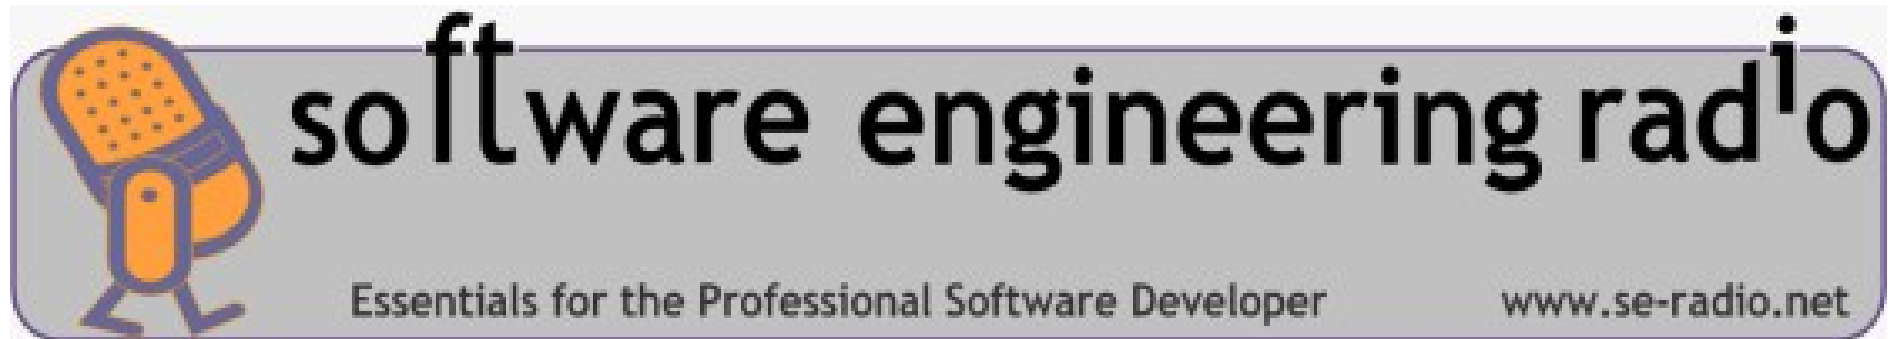 software engineering radio
Essentials for the Professional Software Developer www.se-radio.net